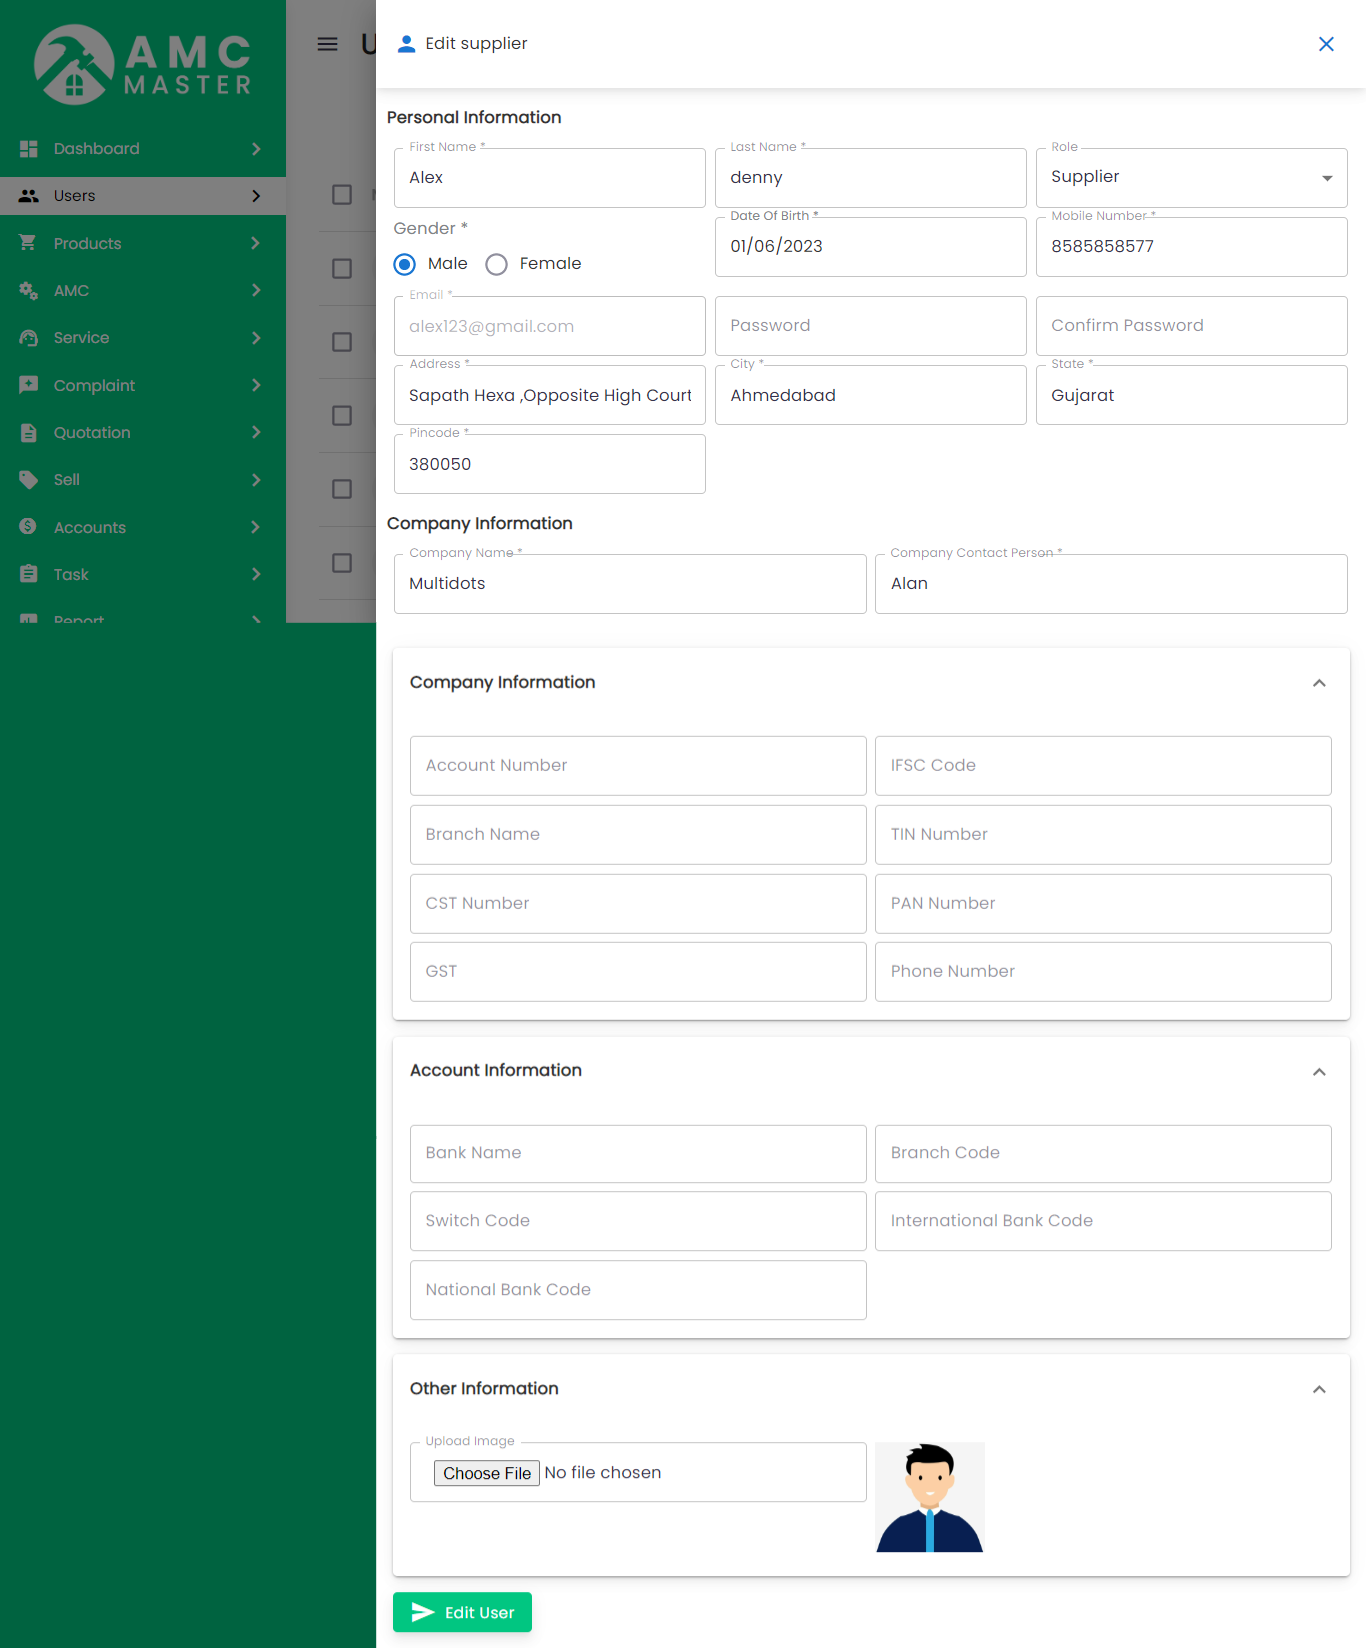 AMC
MASTER
Dashboard
Users
Products
AMC
Service
Complaint
Quotation
Sell
Accounts
Task
Report
Edit supplier
Personal Information
First Name *
Alex
Last Name *
denny
Role
Supplier
Gender *
Male
Female
Date Of Birth *
01/06/2023
Mobile Number *
8585858577
Email *
alex123@gmail.com
Password
Confirm Password
Address *
Sapath Hexa ,Opposite High Court
City *
Ahmedabad
State *
Gujarat
Pincode *
380050
Company Information
Company Name *
Multidots
Company Contact Person *
Alan
Company Information
Account Number
IFSC Code
Branch Name
TIN Number
CST Number
PAN Number
GST
Phone Number
Account Information
Bank Name
Branch Code
Switch Code
International Bank Code
National Bank Code
Other Information
Upload Image
Choose File No file chosen
Edit User